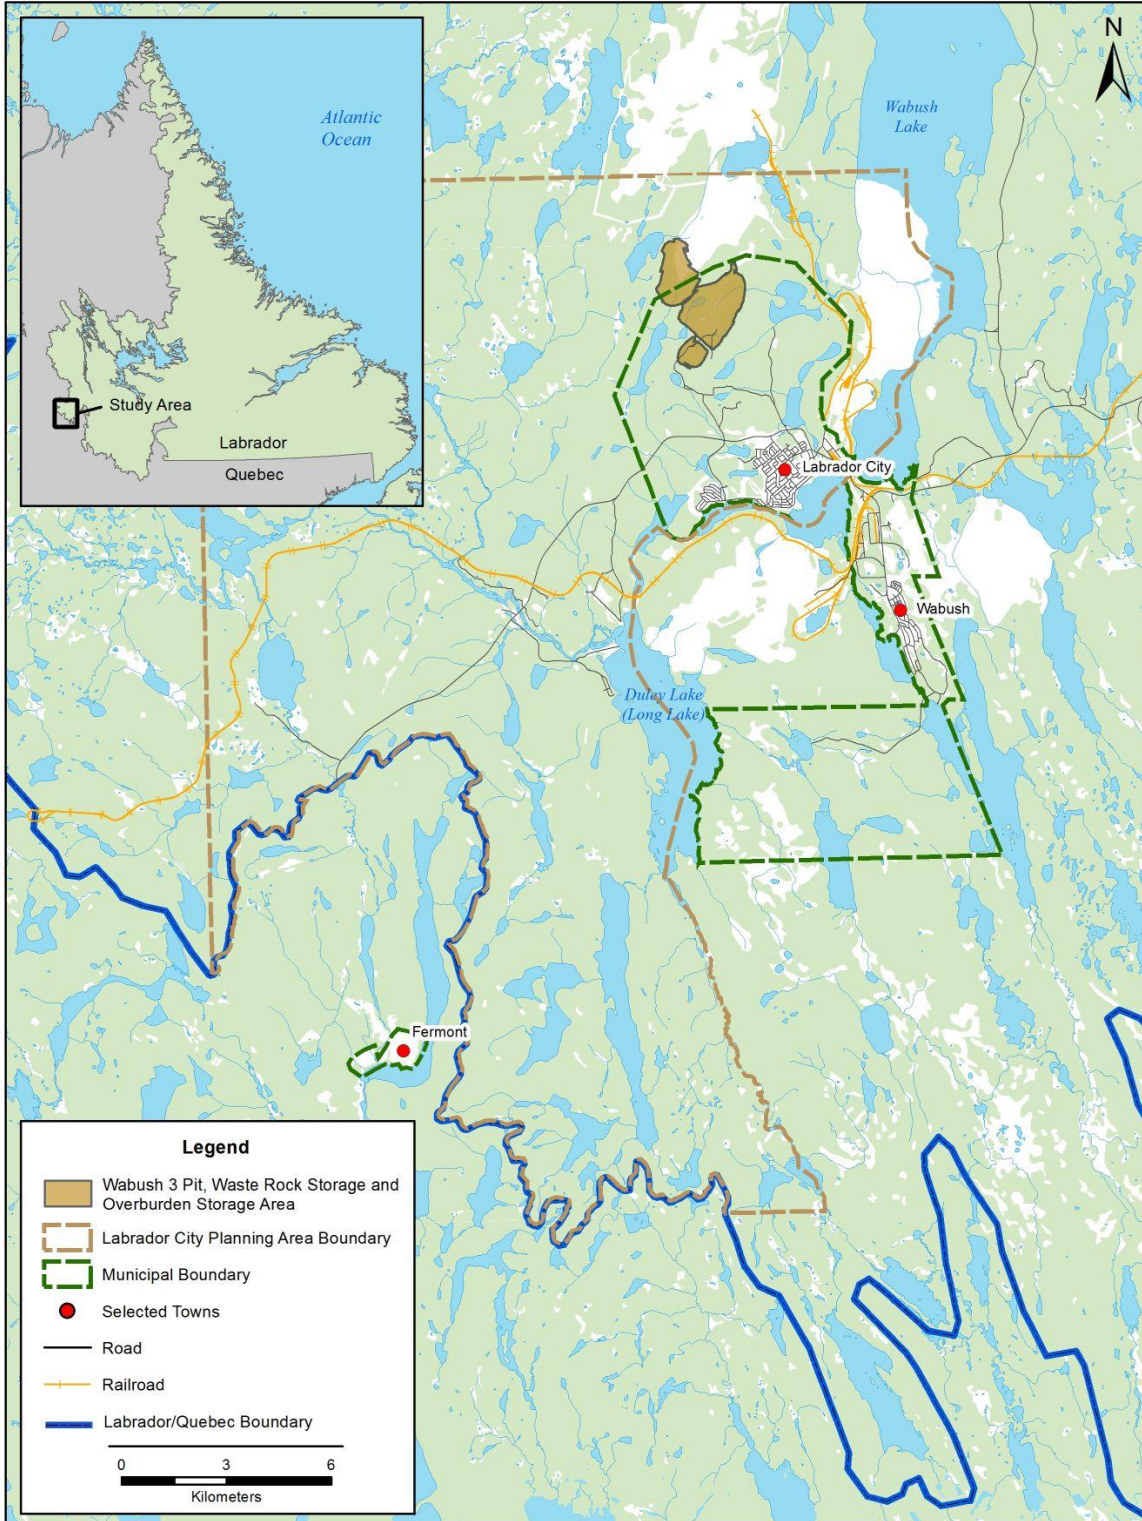 N
Atlantic
Ocean
Wabush
Lake
Study Area
Labrador
Quebec
Labrador City
Wabush
Duley Lake
(Long Lake)
Fermont
Legend
Wabush 3 Pit, Waste Rock Storage and
Overburden Storage Area
Labrador City Planning Area Boundary
Municipal Boundary
Selected Towns
Road
Railroad
Labrador/Quebec Boundary
0 3 6
Kilometers